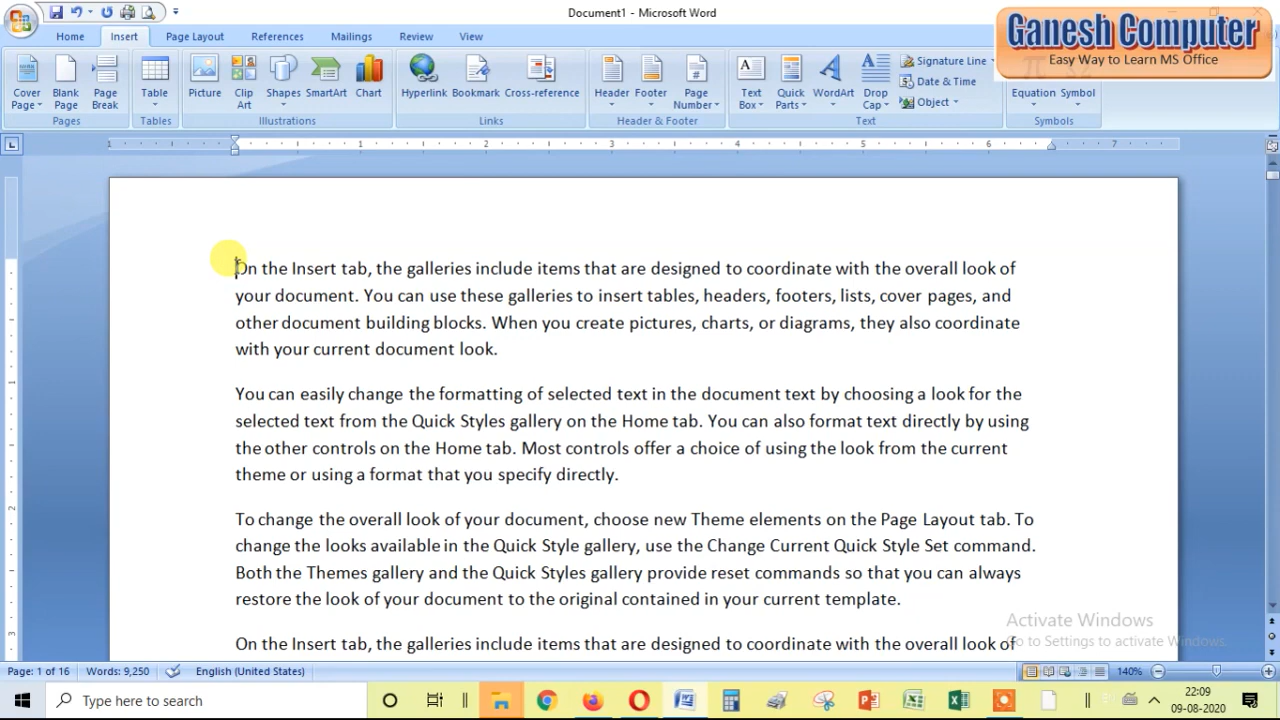 Document1 - Microsoft Word
Ganesh Computer
Easy Way to Learn MS Office
Home Insert Page Layout References Mailings Review View
Cover Page Blank Page Page Break Table Picture Clip Art Shapes SmartArt Chart Hyperlink Bookmark Cross-reference Header Footer Page Number Text Box Quick Parts WordArt Drop Cap Signature Line Date & Time Object Equation Symbol
Pages Tables Illustrations Links Header & Footer Text Symbols
1 1 2 3 4 5 6 7
On the Insert tab, the galleries include items that are designed to coordinate with the overall look of
your document. You can use these galleries to insert tables, headers, footers, lists, cover pages, and
other document building blocks. When you create pictures, charts, or diagrams, they also coordinate
with your current document look.
You can easily change the formatting of selected text in the document text by choosing a look for the
selected text from the Quick Styles gallery on the Home tab. You can also format text directly by using
the other controls on the Home tab. Most controls offer a choice of using the look from the current
theme or using a format that you specify directly.
To change the overall look of your document, choose new Theme elements on the Page Layout tab. To
change the looks available in the Quick Style gallery, use the Change Current Quick Style Set command.
Both the Themes gallery and the Quick Styles gallery provide reset commands so that you can always
restore the look of your document to the original contained in your current template.
On the Insert tab, the galleries include items that are designed to coordinate with the overall look of
Activate Windows
Go to Settings to activate Windows.
Page: 1 of 16 Words: 9,250 English (United States) 140%
Type here to search 22:09
09-08-2020